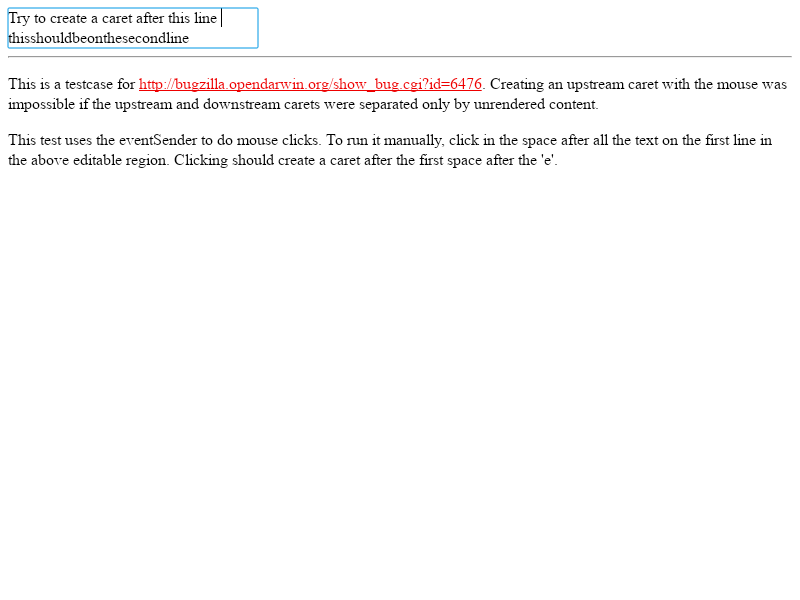 Try to create a caret after this line
thisshouldbeonthesecondline
This is a testcase for http://bugzilla.opendarwin.org/show_bug.cgi?id=6476. Creating an upstream caret with the mouse was
impossible if the upstream and downstream carets were separated only by unrendered content.
This test uses the eventSender to do mouse clicks. To run it manually, click in the space after all the text on the first line in
the above editable region. Clicking should create a caret after the first space after the 'e'.